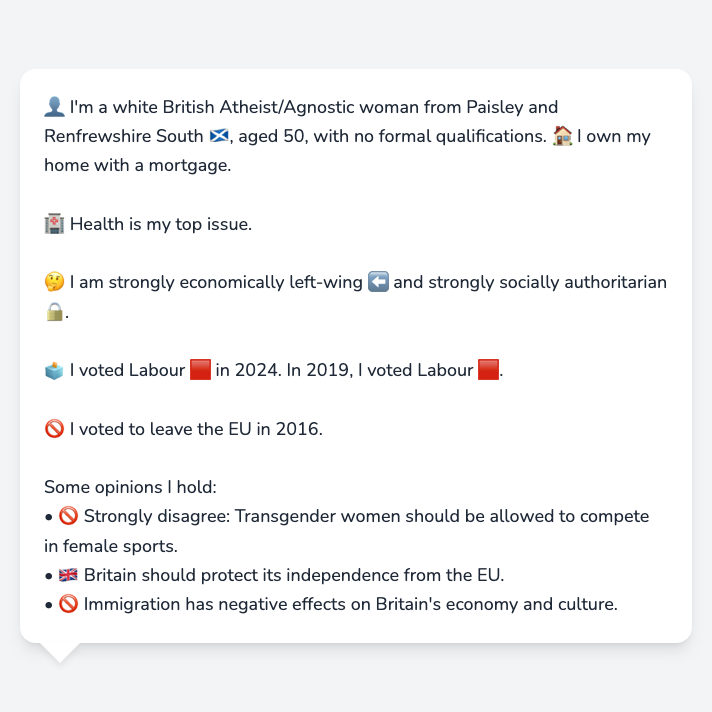 👤 I'm a white British Atheist/Agnostic woman from Paisley and
Renfrewshire South 🏴󠁧󠁢󠁳󠁣󠁴󠁿, aged 50, with no formal qualifications. 🏠 I own my
home with a mortgage.
🏥 Health is my top issue.
🤔 I am strongly economically left-wing ⬅️ and strongly socially authoritarian
🔒.
🗳️ I voted Labour 🟥 in 2024. In 2019, I voted Labour 🟥.
🚫 I voted to leave the EU in 2016.
Some opinions I hold:
• 🚫 Strongly disagree: Transgender women should be allowed to compete
in female sports.
• 🇬🇧 Britain should protect its independence from the EU.
• 🚫 Immigration has negative effects on Britain's economy and culture.